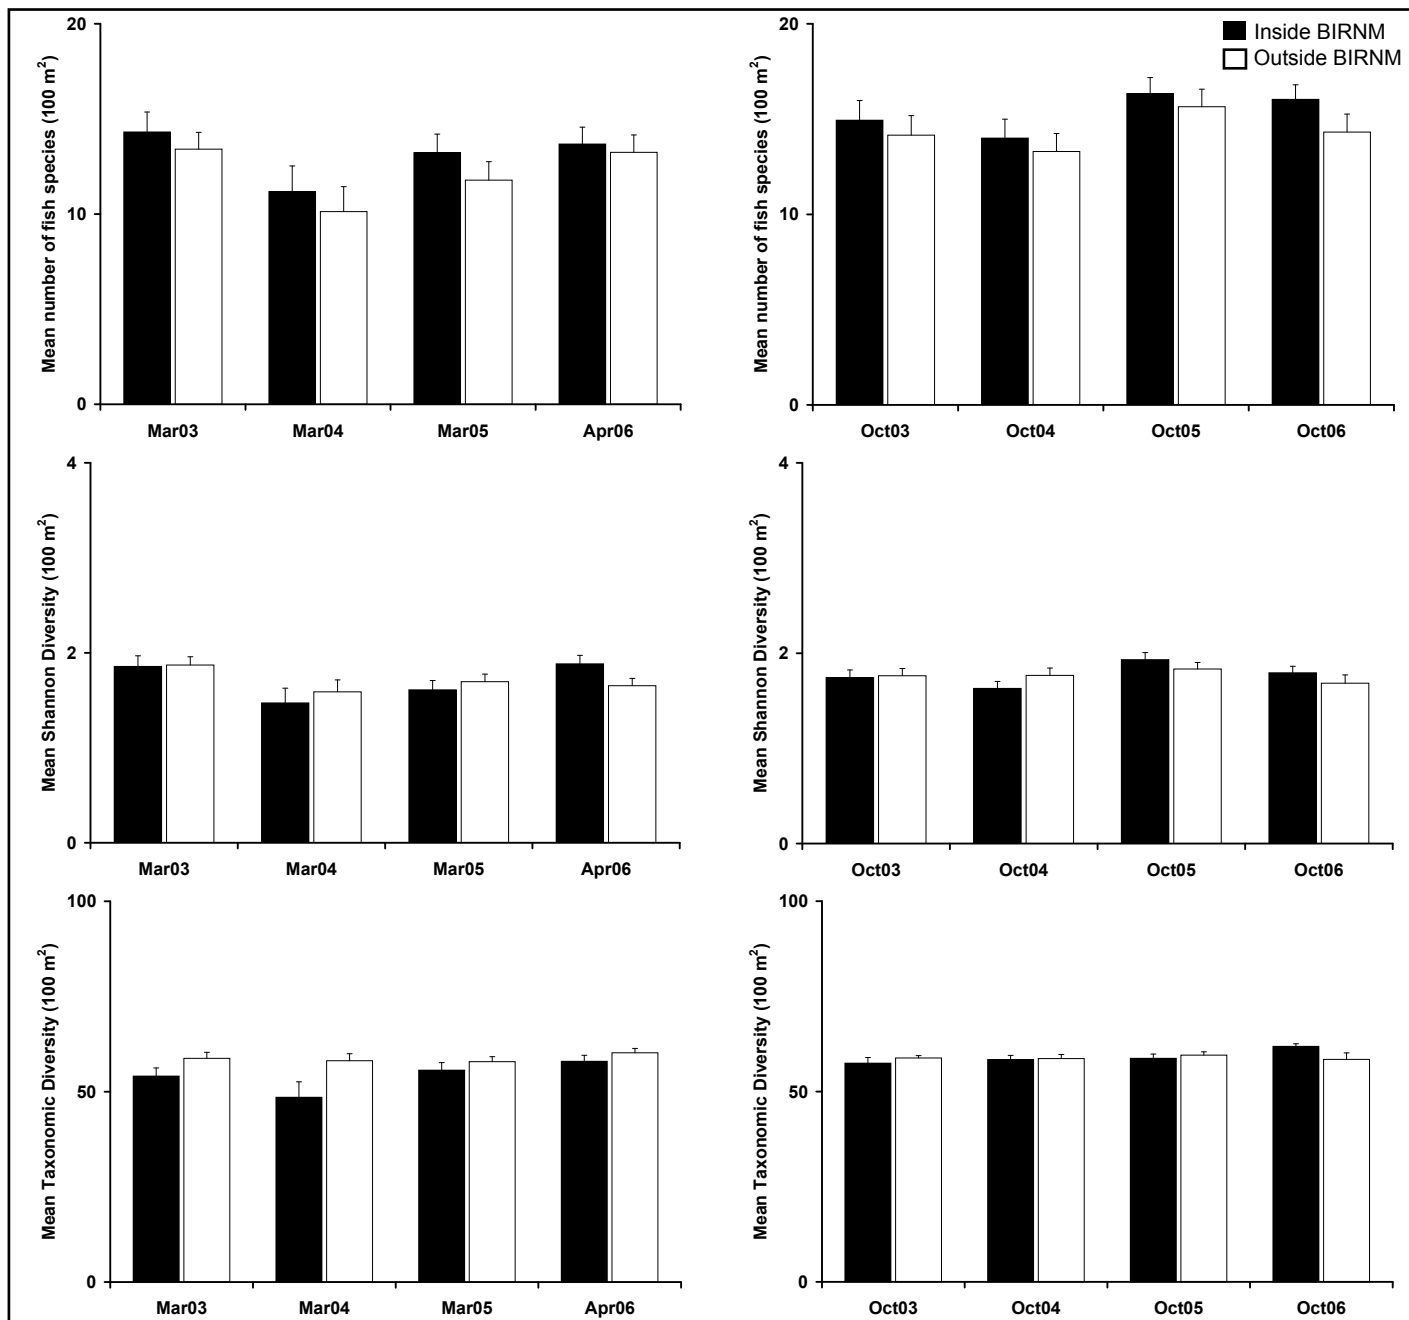 Mean number of fish species (100 m²)
20
10
0
Mar03 Mar04 Mar05 Apr06
Mean number of fish species (100 m²)
20
10
0
Oct03 Oct04 Oct05 Oct06
Inside BIRNM
Outside BIRNM
Mean Shannon Diversity (100 m²)
4
2
0
Mar03 Mar04 Mar05 Apr06
Mean Shannon Diversity (100 m²)
4
2
0
Oct03 Oct04 Oct05 Oct06
Mean Taxonomic Diversity (100 m²)
100
50
0
Mar03 Mar04 Mar05 Apr06
Mean Taxonomic Diversity (100 m²)
100
50
0
Oct03 Oct04 Oct05 Oct06